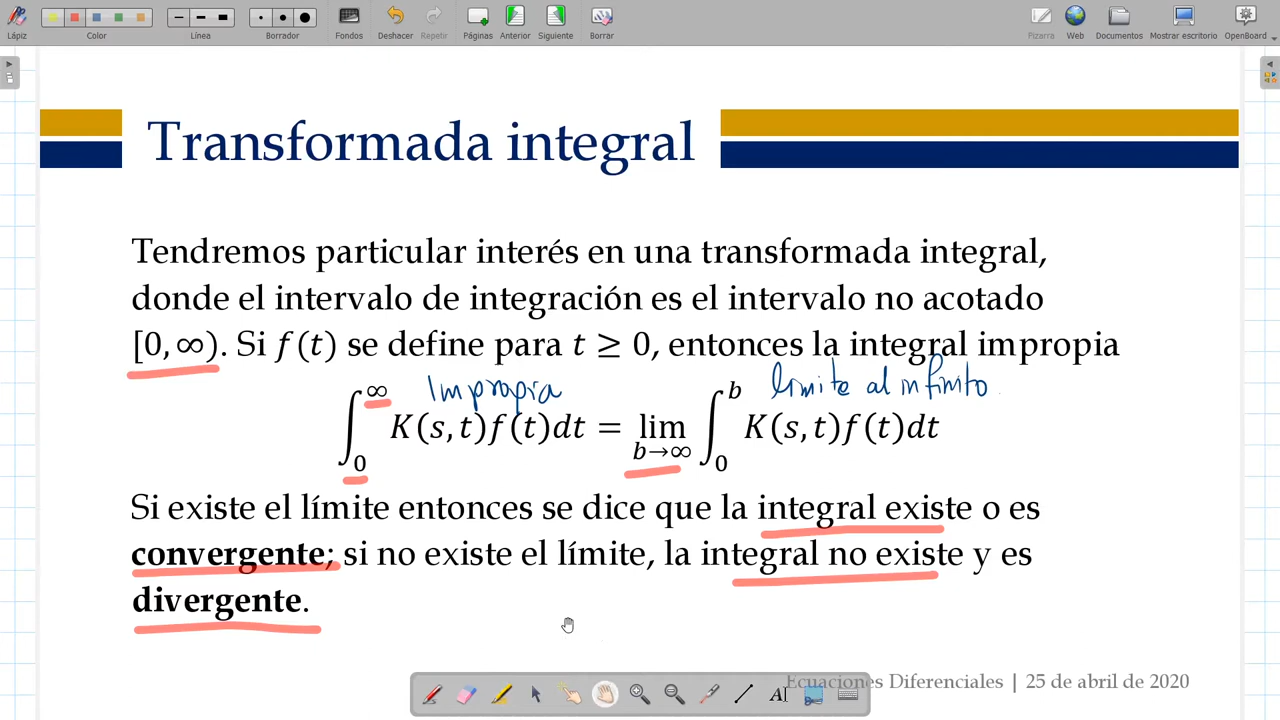 Lápiz Color Línea Borrador Fondos Deshacer Repetir Páginas Anterior Siguiente Borrar Pizarra Web Documentos Mostrar escritorio OpenBoard
Transformada integral
Tendremos particular interés en una transformada integral,
donde el intervalo de integración es el intervalo no acotado
[0, ∞). Si f(t) se define para t ≥ 0, entonces la integral impropia
Impropia límite al infinito
∫₀^∞ K(s, t)f(t)dt = lim_{b→∞} ∫₀^b K(s, t)f(t)dt
Si existe el límite entonces se dice que la integral existe o es
convergente; si no existe el límite, la integral no existe y es
divergente.
Ecuaciones Diferenciales | 25 de abril de 2020